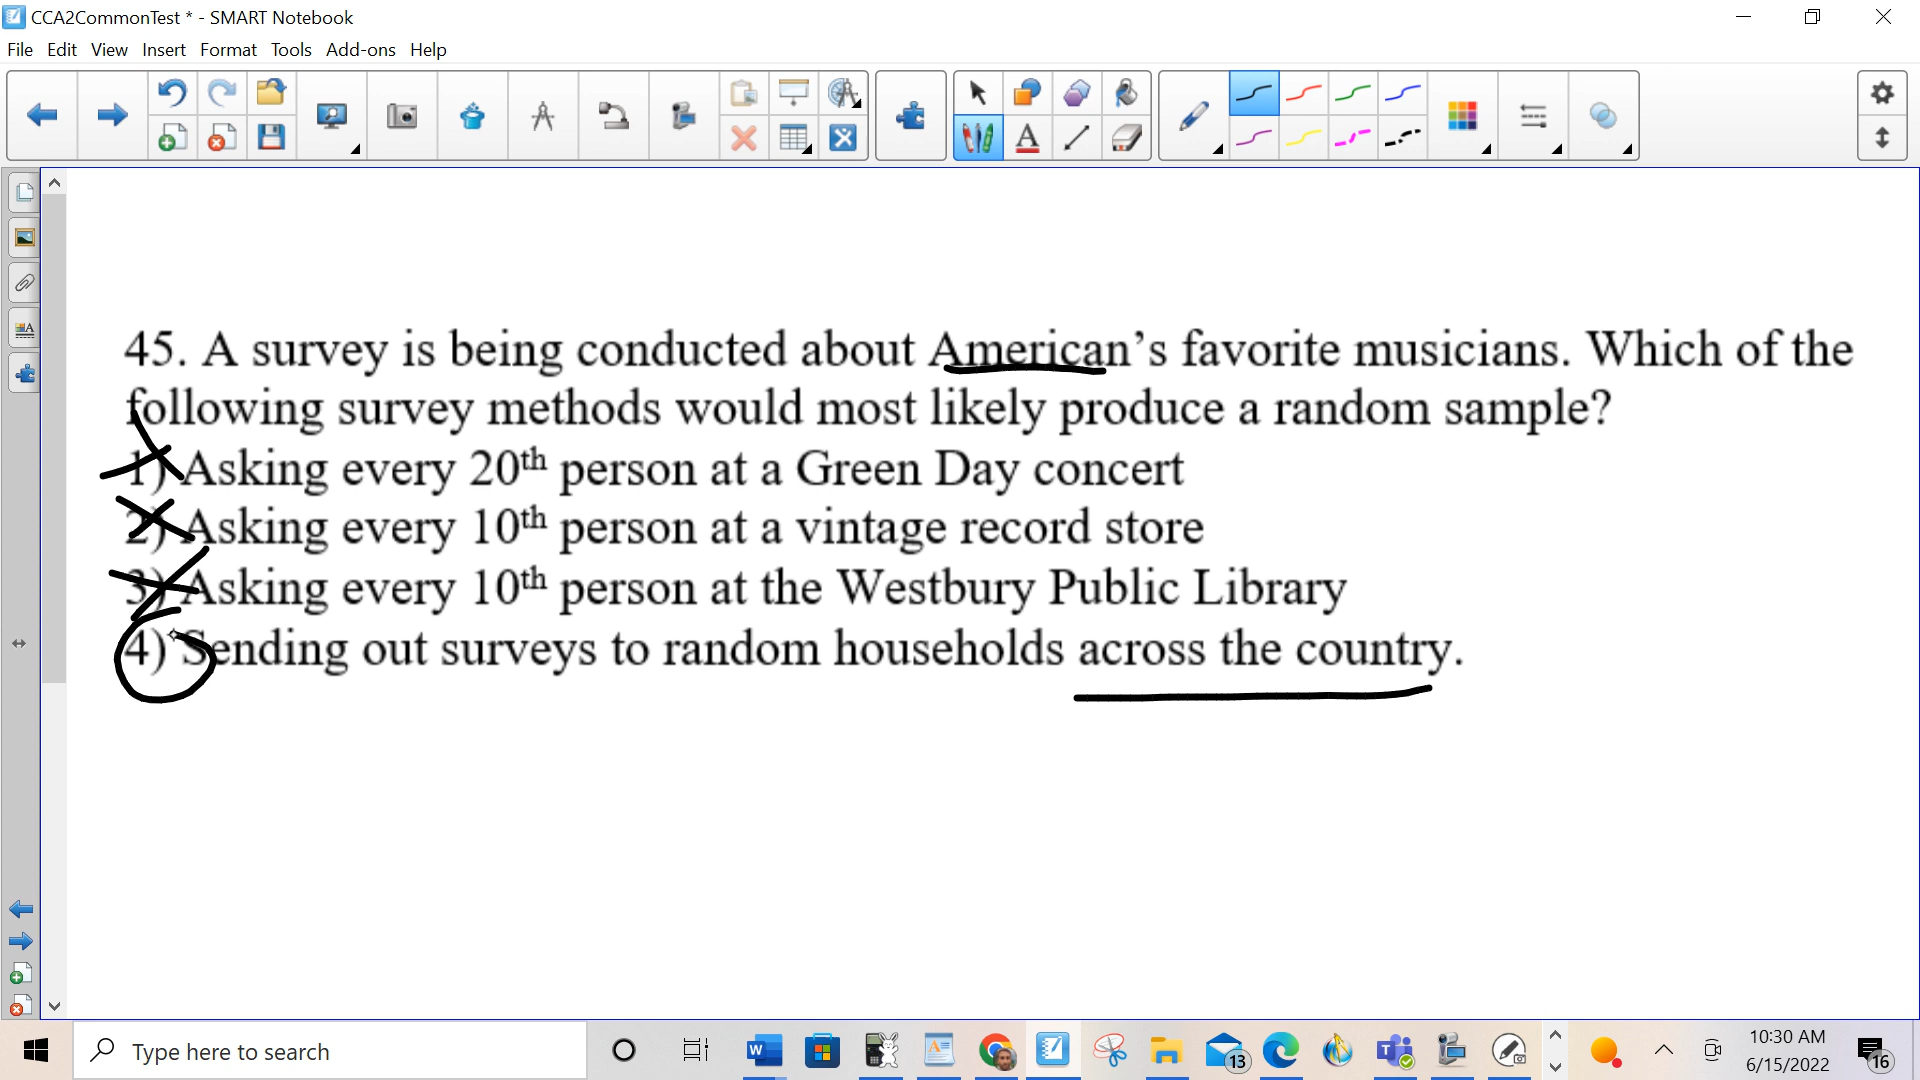 CCA2CommonTest * - SMART Notebook
File Edit View Insert Format Tools Add-ons Help
45. A survey is being conducted about American's favorite musicians. Which of the
following survey methods would most likely produce a random sample?
1) Asking every 20th person at a Green Day concert
2) Asking every 10th person at a vintage record store
3) Asking every 10th person at the Westbury Public Library
4) Sending out surveys to random households across the country.
Type here to search
13
10:30 AM
6/15/2022
16